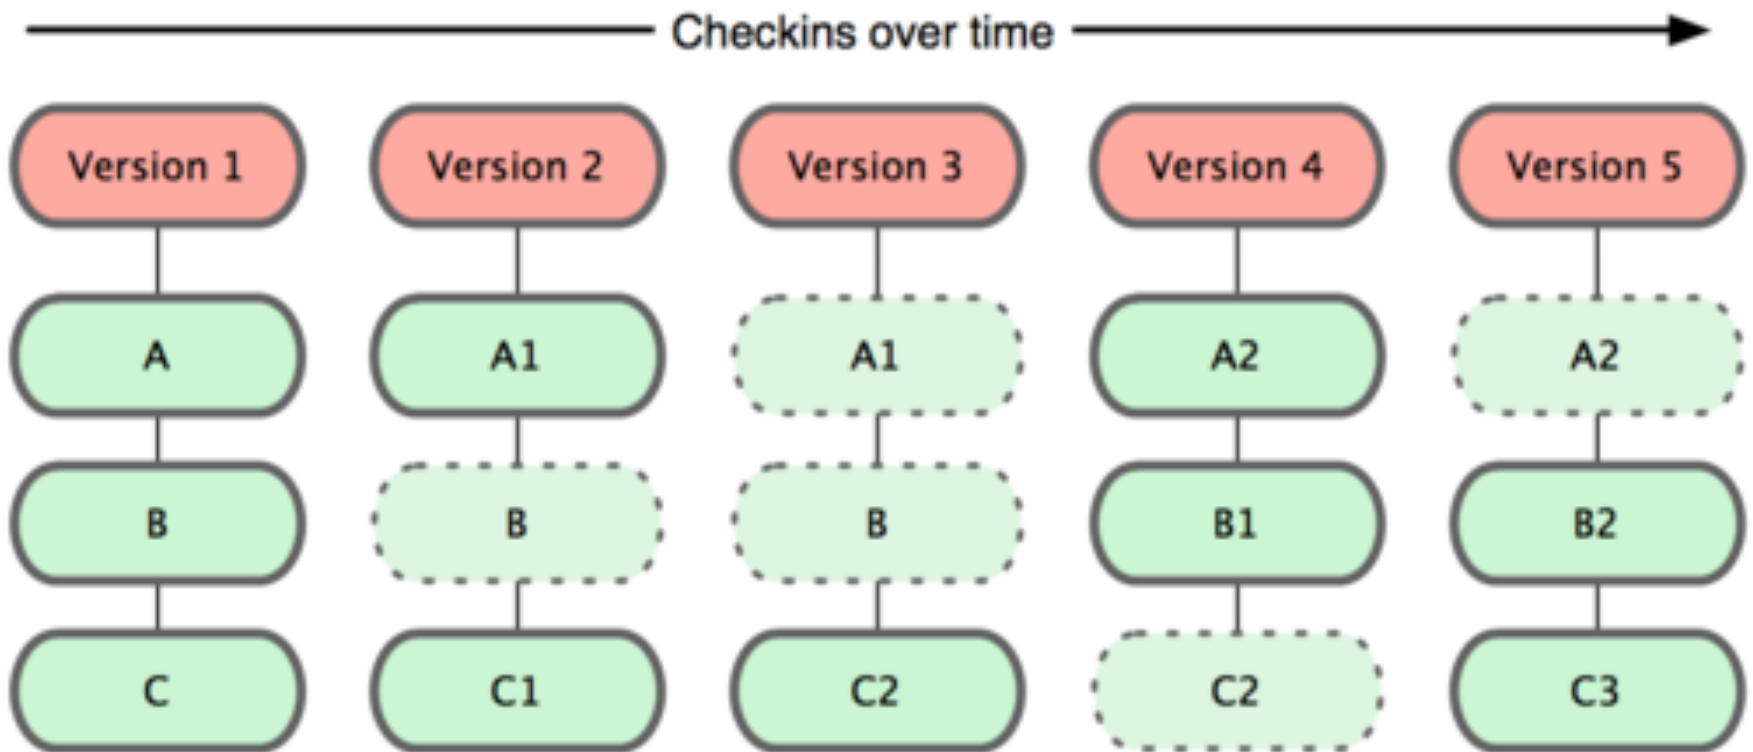 Checkins over time
Version 1 Version 2 Version 3 Version 4 Version 5
A A1 A1 A2 A2
B B B B1 B2
C C1 C2 C2 C3